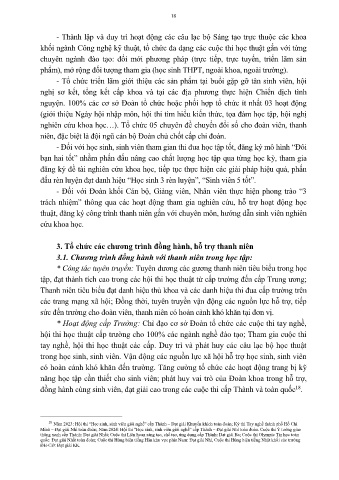 18
- Thành lập và duy trì hoạt động các câu lạc bộ Sáng tạo trực thuộc các khoa
khối ngành Công nghệ kỹ thuật, tổ chức đa dạng các cuộc thi học thuật gắn với từng
chuyên ngành đào tạo: đổi mới phương pháp (trực tiếp, trực tuyến, triển lãm sản
phẩm), mở rộng đối tượng tham gia (học sinh THPT, ngoài khoa, ngoài trường).
- Tổ chức triển lãm giới thiệu các sản phẩm tại buổi gặp gỡ tân sinh viên, hội
nghị sơ kết, tổng kết cấp khoa và tại các địa phương thực hiện Chiến dịch tình
nguyện. 100% các cơ sở Đoàn tổ chức hoặc phối hợp tổ chức ít nhất 03 hoạt động
(giới thiệu Ngày hội nhập môn, hội thi tìm hiểu kiến thức, tọa đàm học tập, hội nghị
nghiên cứu khoa học…). Tổ chức 05 chuyên đề chuyển đổi số cho đoàn viên, thanh
niên, đặc biệt là đội ngũ cán bộ Đoàn chủ chốt cấp chi đoàn.
- Đối với học sinh, sinh viên tham gian thi đua học tập tốt, đăng ký mô hình “Đôi
bạn hai tốt” nhằm phấn đấu nâng cao chất lượng học tập qua từng học kỳ, tham gia
đăng ký đề tài nghiên cứu khoa học, tiếp tục thực hiện các giải pháp hiệu quả, phấn
đấu rèn luyện đạt danh hiệu “Học sinh 3 rèn luyện”, “Sinh viên 5 tốt”.
- Đối với Đoàn khối Cán bộ, Giảng viên, Nhân viên thực hiện phong trào “3
trách nhiệm” thông qua các hoạt động tham gia nghiên cứu, hỗ trợ hoạt động học
thuật, đăng ký công trình thanh niên gắn với chuyên môn, hướng dẫn sinh viên nghiên
cứu khoa học.
3. Tổ chức các chương trình đồng hành, hỗ trợ thanh niên
3.1. Chương trình đồng hành với thanh niên trong học tập:
* Công tác tuyên truyền: Tuyên dương các gương thanh niên tiêu biểu trong học
tập, đạt thành tích cao trong các hội thi học thuật từ cấp trường đến cấp Trung ương;
Thanh niên tiêu biểu đạt danh hiệu thủ khoa và các danh hiệu thi đua cấp trường trên
các trang mạng xã hội; Đồng thời, tuyên truyền vận động các nguồn lực hỗ trợ, tiếp
sức đến trường cho đoàn viên, thanh niên có hoàn cảnh khó khăn tại đơn vị.
* Hoạt động cấp Trường: Chỉ đạo cơ sở Đoàn tổ chức các cuộc thi tay nghề,
hội thi học thuật cấp trường cho 100% các ngành nghề đào tạo; Tham gia cuộc thi
tay nghề, hội thi học thuật các cấp. Duy trì và phát huy các câu lạc bộ học thuật
trong học sinh, sinh viên. Vận động các nguồn lực xã hội hỗ trợ học sinh, sinh viên
có hoàn cảnh khó khăn đến trường. Tăng cường tổ chức các hoạt động trang bị kỹ
năng học tập cần thiết cho sinh viên; phát huy vai trò của Đoàn khoa trong hỗ trợ,
đồng hành cùng sinh viên, đạt giải cao trong các cuộc thi cấp Thành và toàn quốc